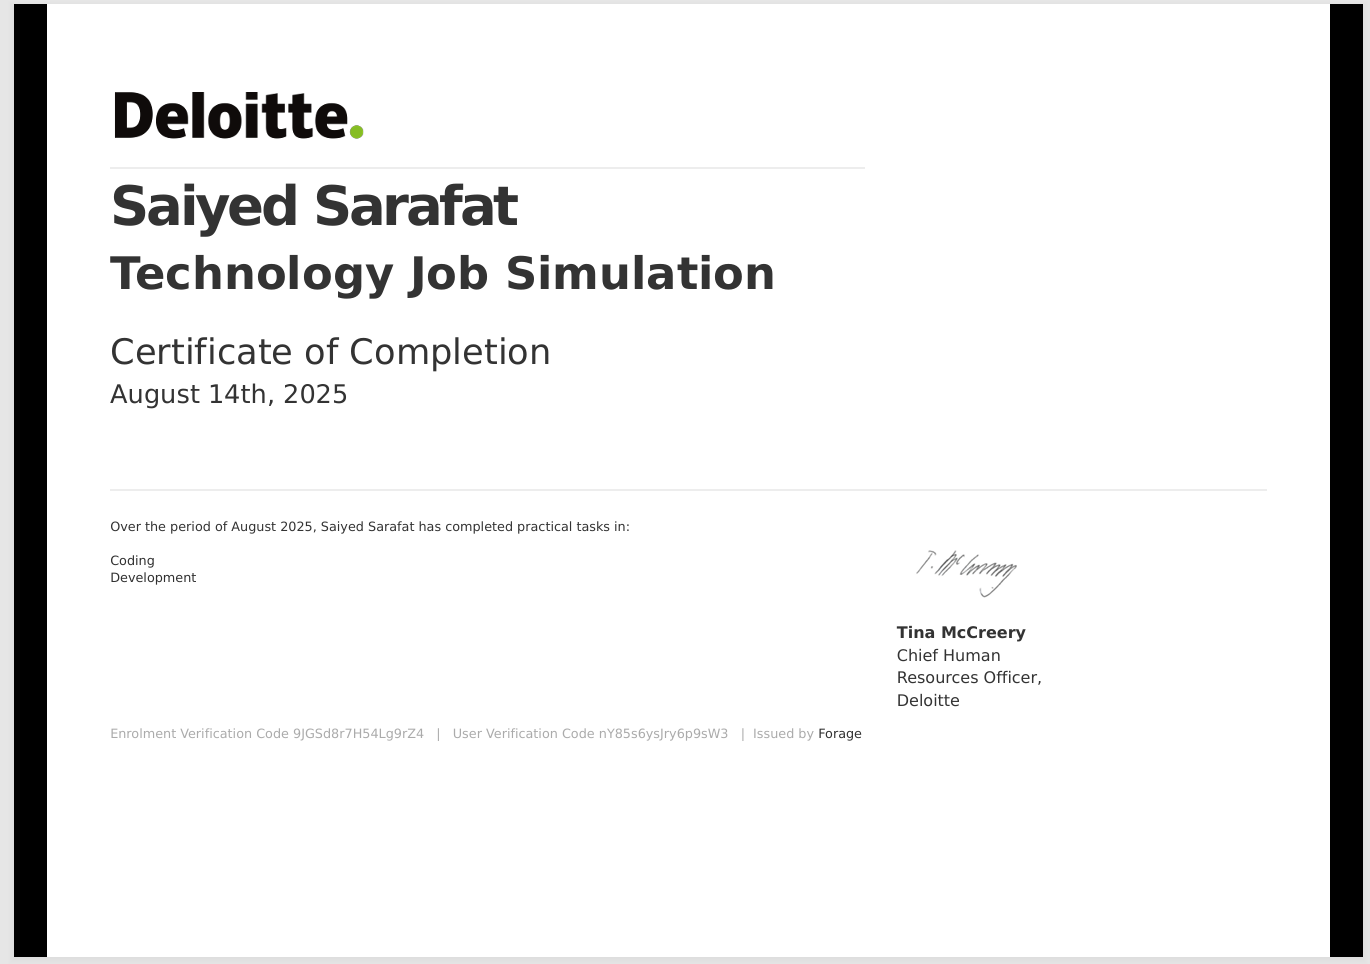 Deloitte.
Saiyed Sarafat
Technology Job Simulation
Certificate of Completion
August 14th, 2025
Over the period of August 2025, Saiyed Sarafat has completed practical tasks in:
Coding
Development
T. McCreery
Tina McCreery
Chief Human
Resources Officer,
Deloitte
Enrolment Verification Code 9JGSd8r7H54Lg9rZ4 | User Verification Code nY85s6ysJry6p9sW3 | Issued by Forage